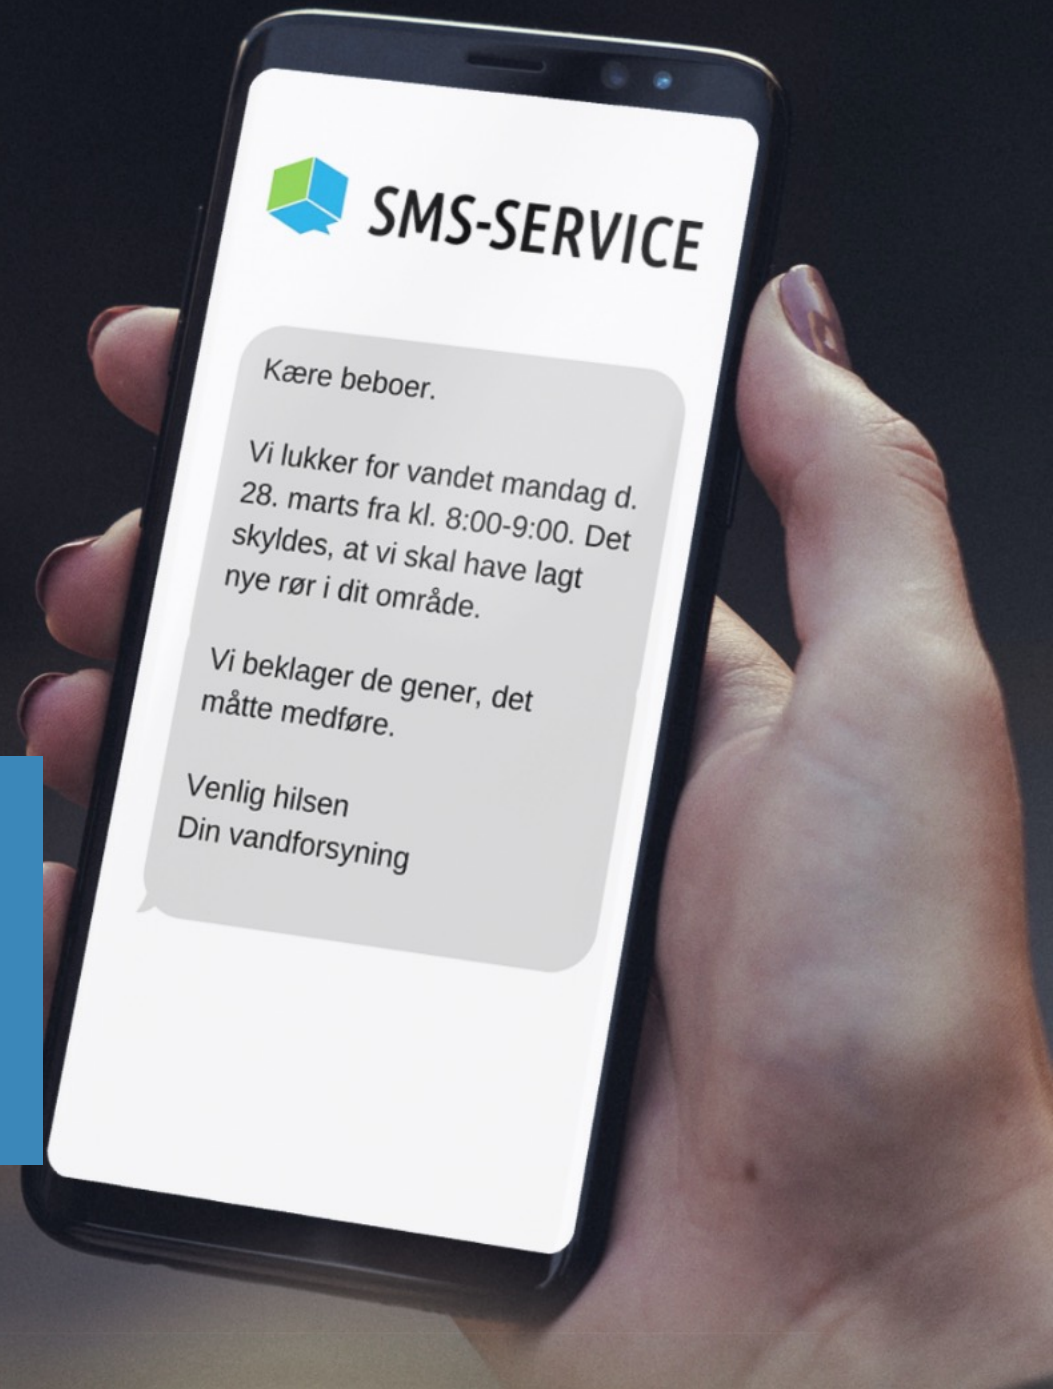 SMS-SERVICE
Kære beboer.
Vi lukker for vandet mandag d.
28. marts fra kl. 8:00-9:00. Det
skyldes, at vi skal have lagt
nye rør i dit område.
Vi beklager de gener, det
måtte medføre.
Venlig hilsen
Din vandforsyning